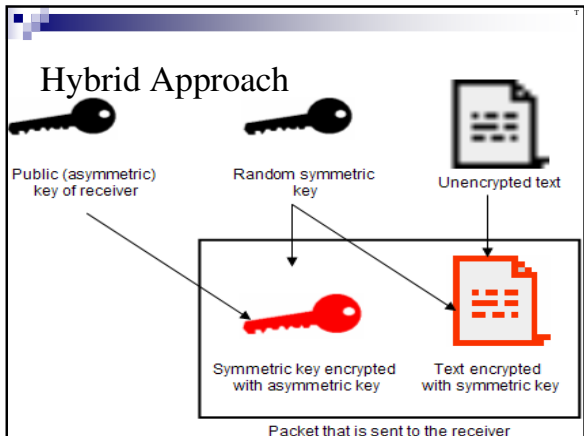 T
Hybrid Approach
Public (asymmetric)
key of receiver
Random symmetric
key
Unencrypted text
Symmetric key encrypted
with asymmetric key
Text encrypted
with symmetric key
Packet that is sent to the receiver